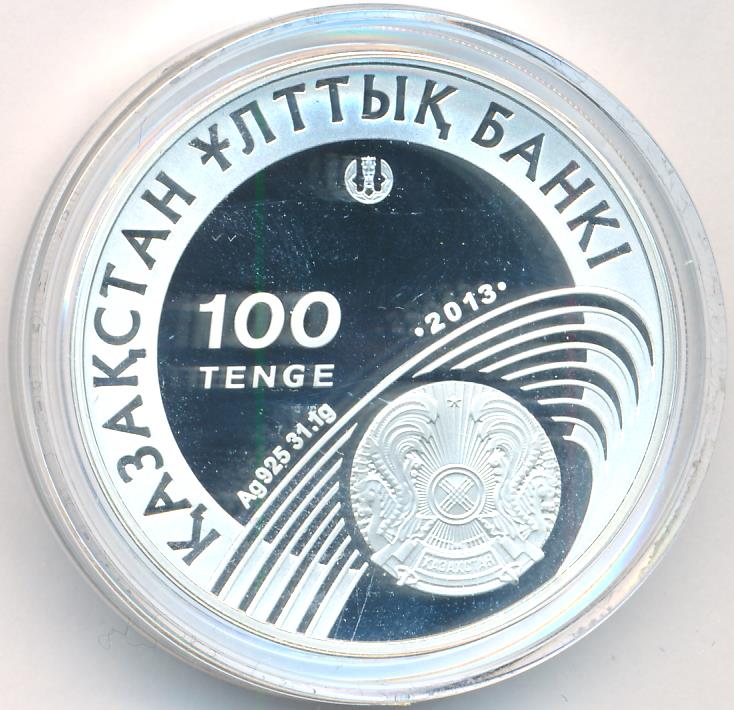 ҚАЗАҚСТАН ҰЛТТЫҚ БАНКІ
100
TENGE
•2013•
Ag925 31.1g
ҚАЗАҚСТАН